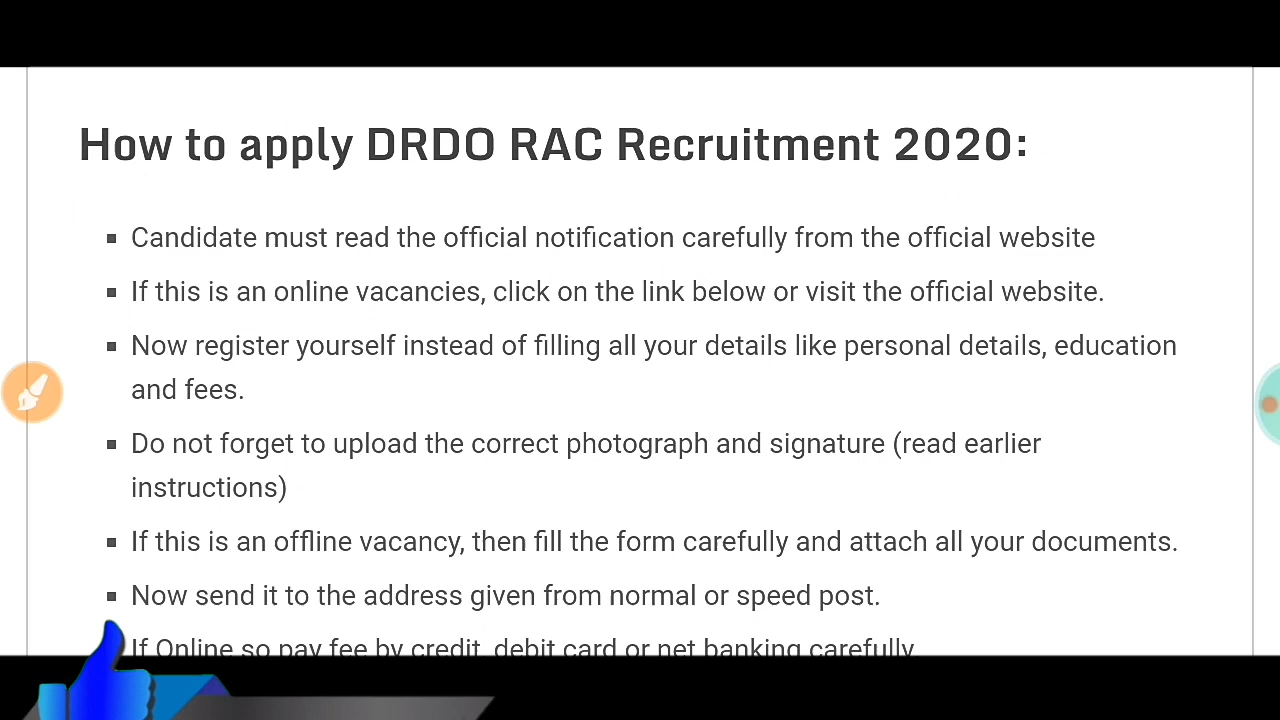 How to apply DRDO RAC Recruitment 2020:
Candidate must read the official notification carefully from the official website
If this is an online vacancies, click on the link below or visit the official website.
Now register yourself instead of filling all your details like personal details, education
and fees.
Do not forget to upload the correct photograph and signature (read earlier
instructions)
If this is an offline vacancy, then fill the form carefully and attach all your documents.
Now send it to the address given from normal or speed post.
If Online so pay fee by credit, debit card or net banking carefully